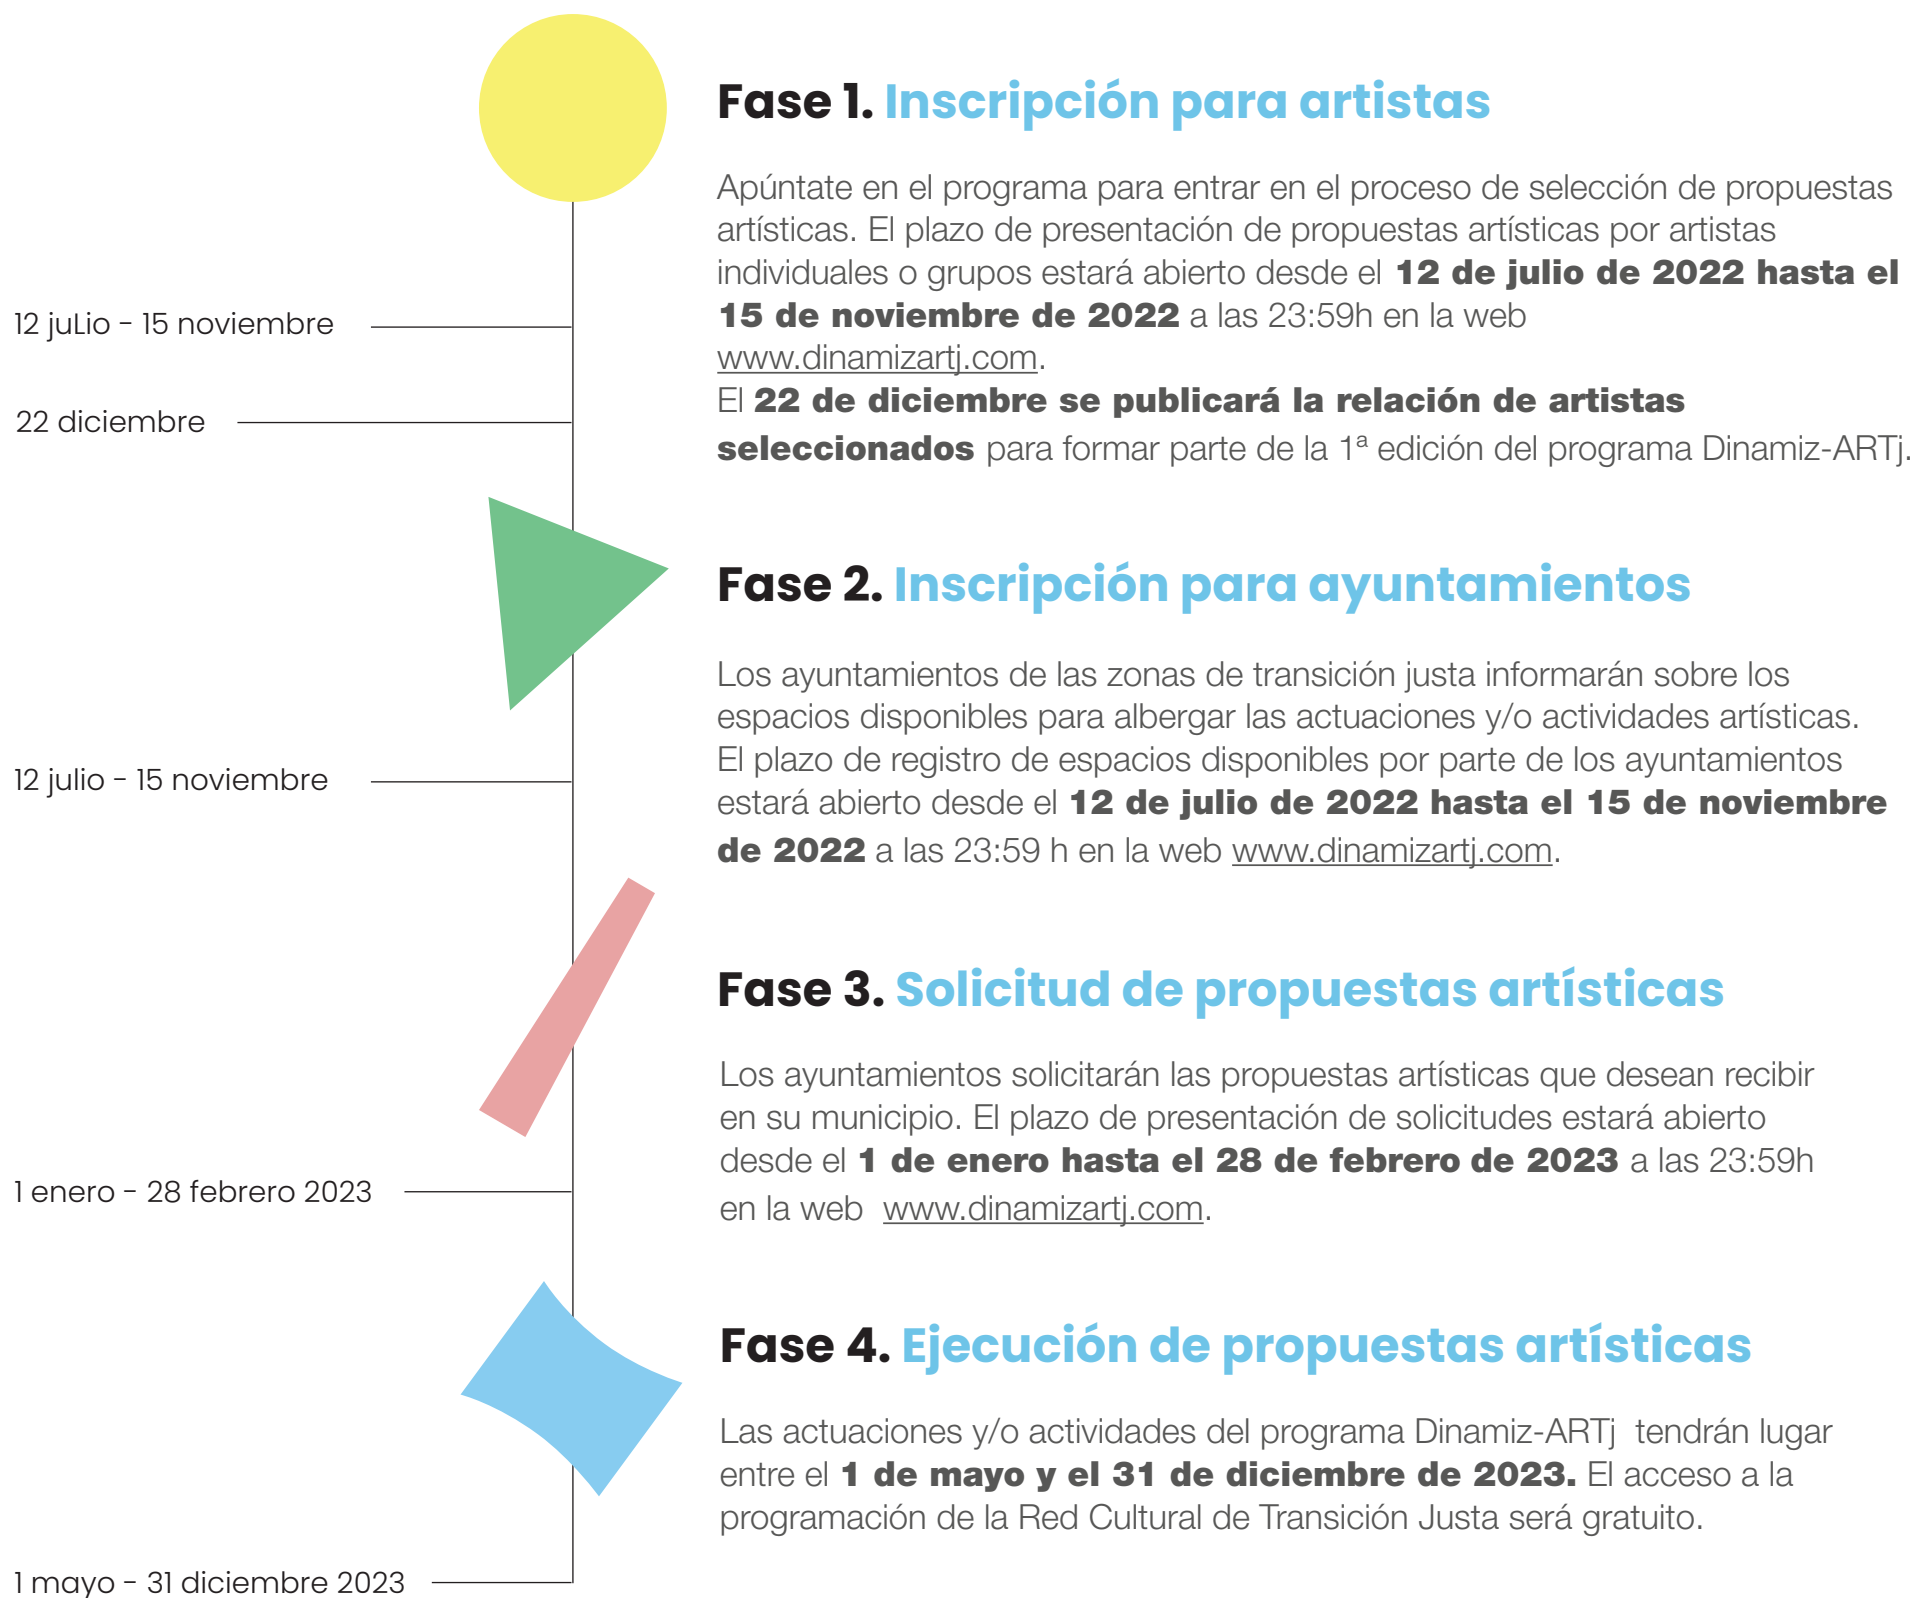 Fase 1. Inscripción para artistas
Apúntate en el programa para entrar en el proceso de selección de propuestas
artísticas. El plazo de presentación de propuestas artísticas por artistas
individuales o grupos estará abierto desde el 12 de julio de 2022 hasta el
15 de noviembre de 2022 a las 23:59h en la web
www.dinamizartj.com.
El 22 de diciembre se publicará la relación de artistas
seleccionados para formar parte de la 1ª edición del programa Dinamiz-ARTj.
12 juLio - 15 noviembre
22 diciembre
Fase 2. Inscripción para ayuntamientos
Los ayuntamientos de las zonas de transición justa informarán sobre los
espacios disponibles para albergar las actuaciones y/o actividades artísticas.
El plazo de registro de espacios disponibles por parte de los ayuntamientos
estará abierto desde el 12 de julio de 2022 hasta el 15 de noviembre
de 2022 a las 23:59 h en la web www.dinamizartj.com.
12 julio - 15 noviembre
Fase 3. Solicitud de propuestas artísticas
Los ayuntamientos solicitarán las propuestas artísticas que desean recibir
en su municipio. El plazo de presentación de solicitudes estará abierto
desde el 1 de enero hasta el 28 de febrero de 2023 a las 23:59h
en la web www.dinamizartj.com.
1 enero - 28 febrero 2023
Fase 4. Ejecución de propuestas artísticas
Las actuaciones y/o actividades del programa Dinamiz-ARTj tendrán lugar
entre el 1 de mayo y el 31 de diciembre de 2023. El acceso a la
programación de la Red Cultural de Transición Justa será gratuito.
1 mayo - 31 diciembre 2023